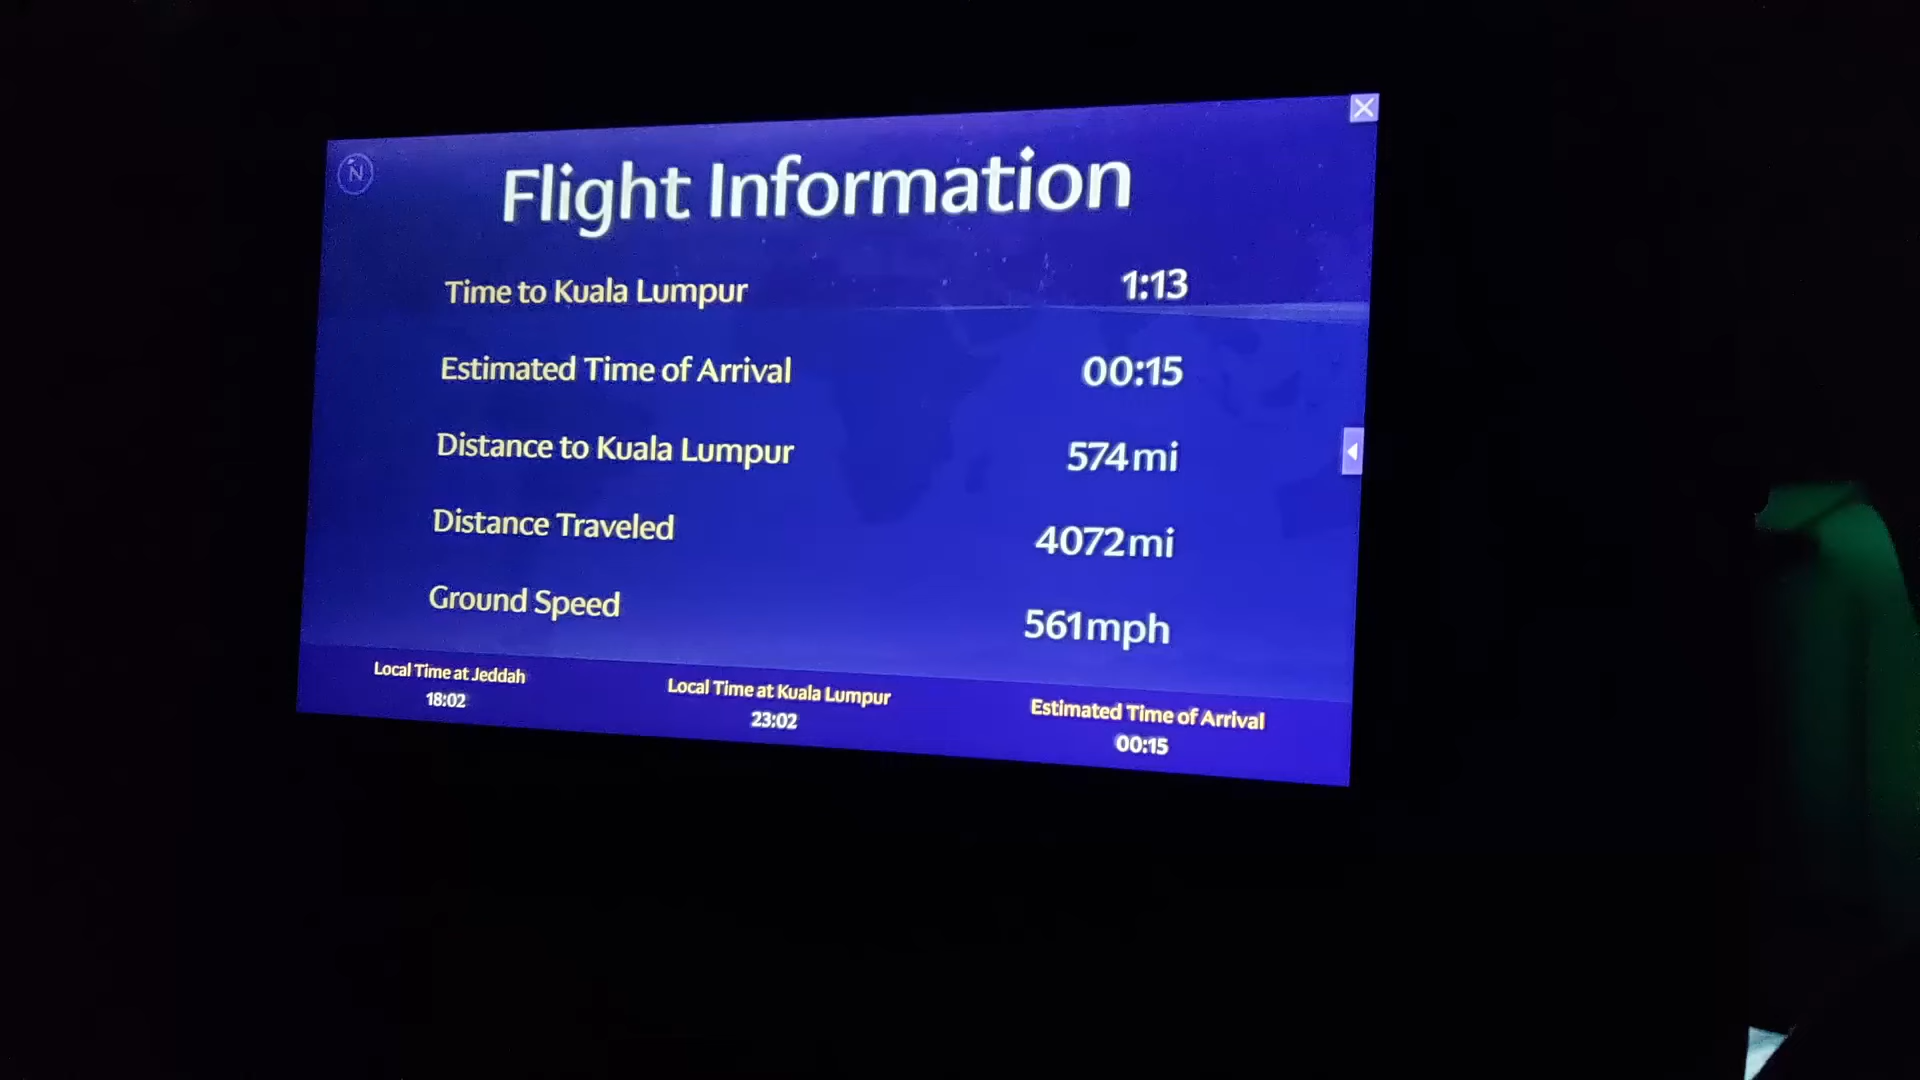 N
Flight Information
Time to Kuala Lumpur 1:13
Estimated Time of Arrival 00:15
Distance to Kuala Lumpur 574mi
Distance Traveled 4072mi
Ground Speed 561mph
Local Time at Jeddah
18:02
Local Time at Kuala Lumpur
23:02
Estimated Time of Arrival
00:15